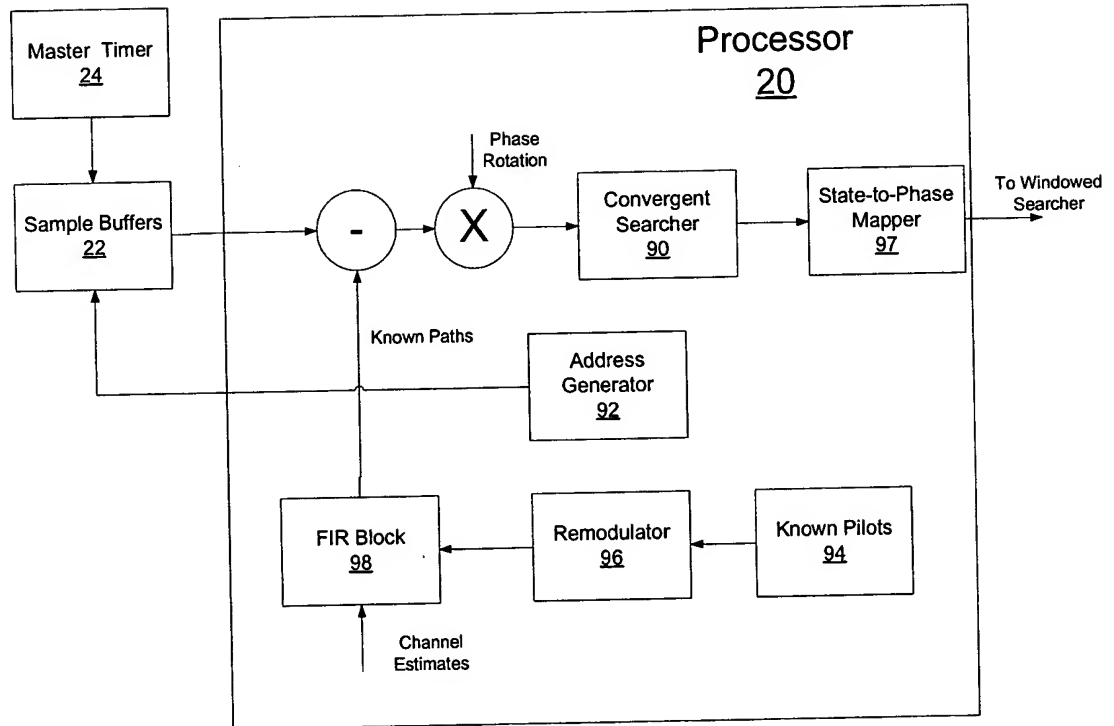 Processor
20
Master Timer
24
Phase
Rotation
Sample Buffers
22
-
X
Convergent
Searcher
90
State-to-Phase
Mapper
97
To Windowed
Searcher
Known Paths
Address
Generator
92
FIR Block
98
Remodulator
96
Known Pilots
94
Channel
Estimates